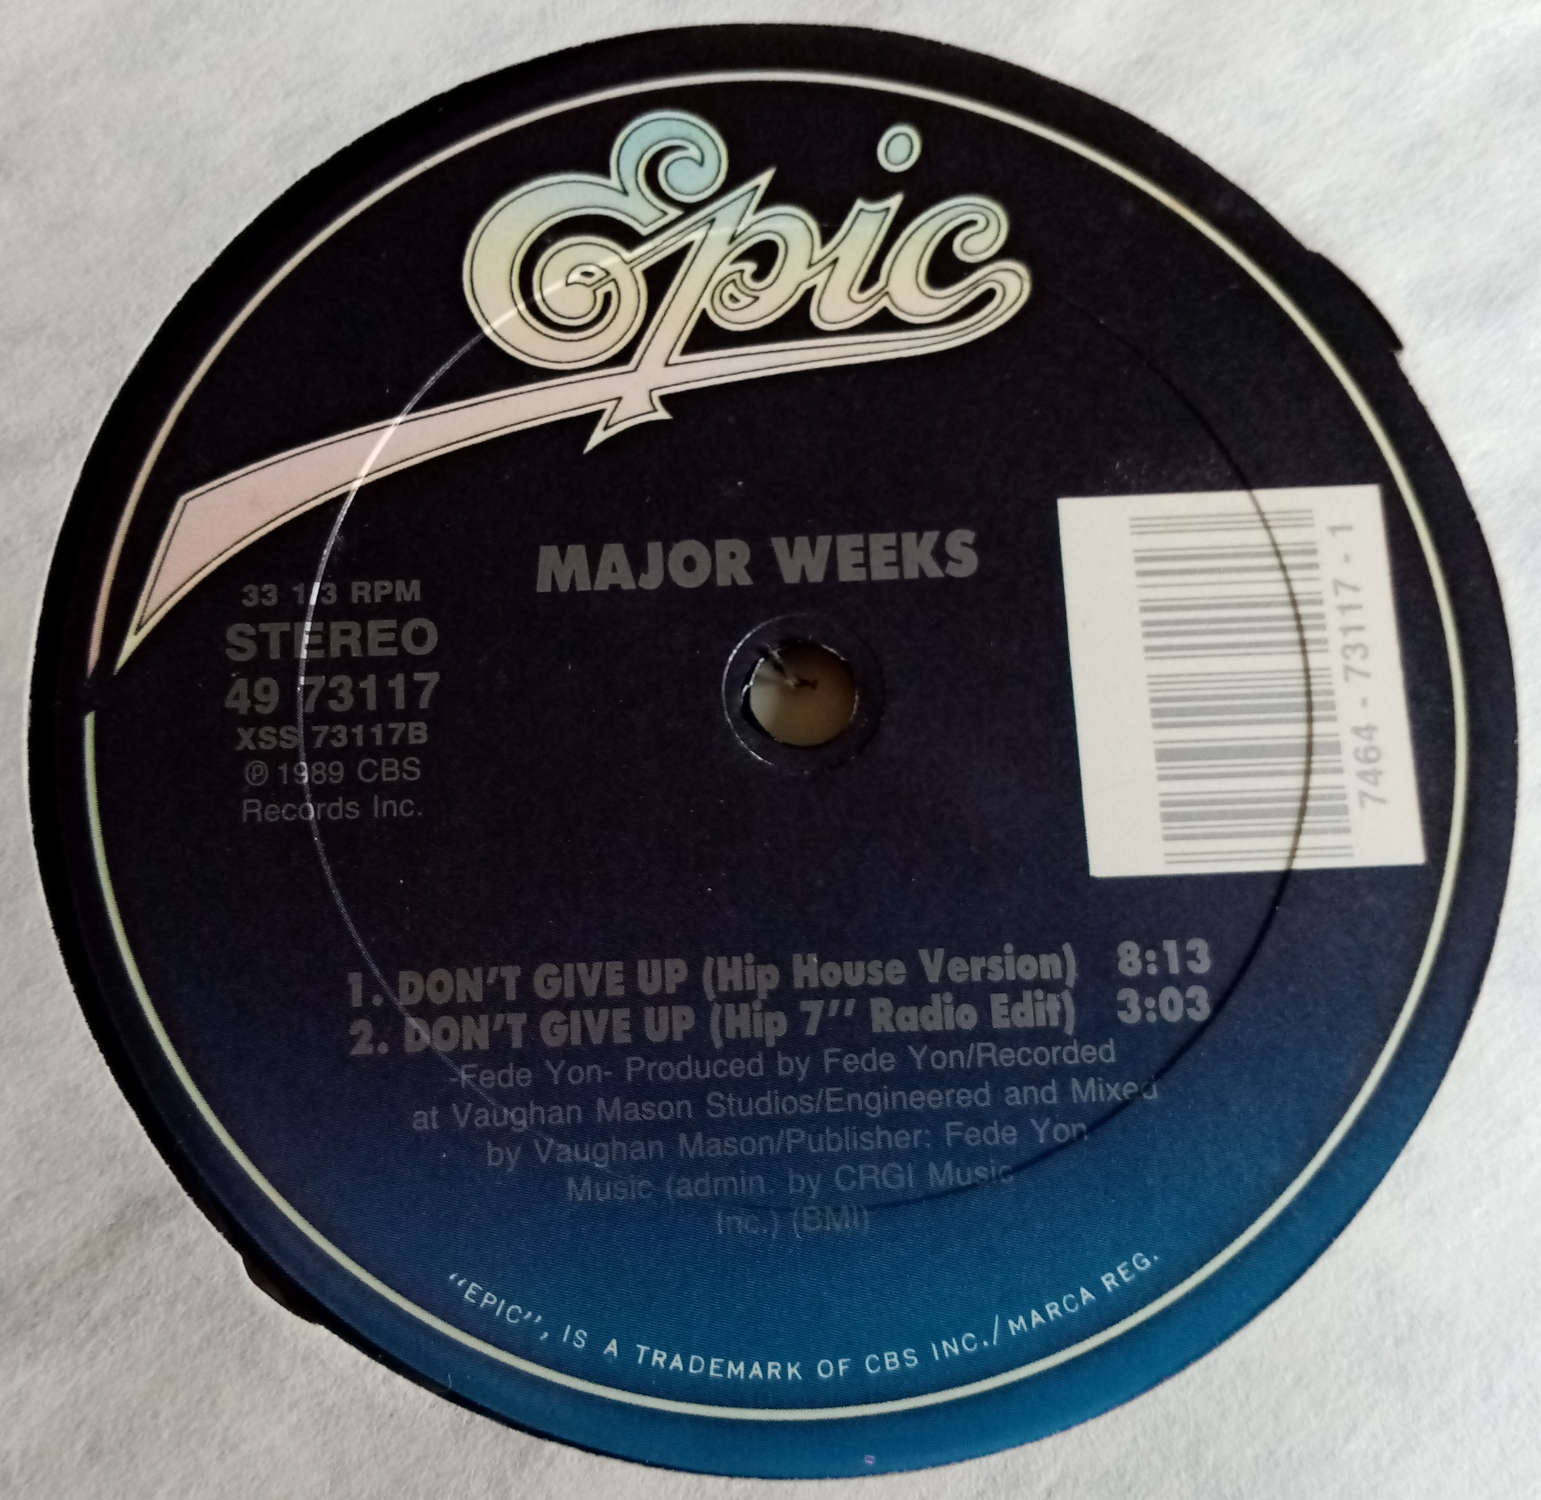 Epic
MAJOR WEEKS
33 1/3 RPM
STEREO
49 73117
XSS 73117B
℗ 1989 CBS
Records Inc.
7464 - 73117 - 1
1. DON'T GIVE UP (Hip House Version) 8:13
2. DON'T GIVE UP (Hip 7" Radio Edit) 3:03
-Fede Yon- Produced by Fede Yon/Recorded
at Vaughan Mason Studios/Engineered and Mixed
by Vaughan Mason/Publisher: Fede Yon
Music (admin. by CRGI Music
Inc.) (BMI)
"EPIC", IS A TRADEMARK OF CBS INC./MARCA REG.